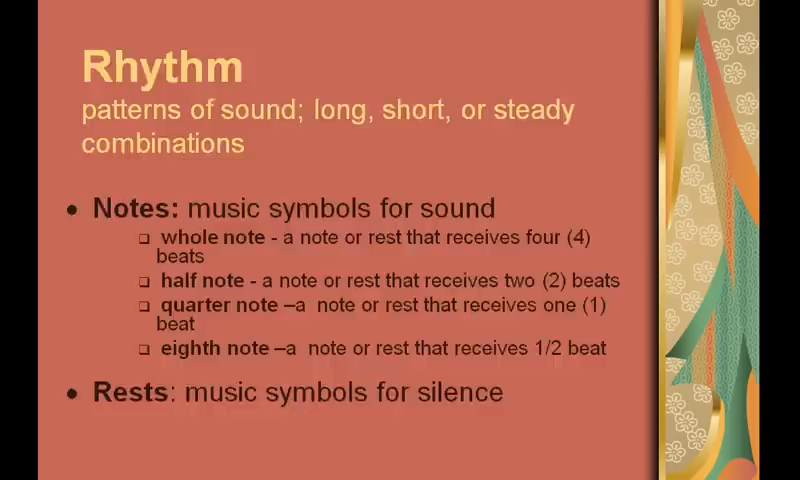 Rhythm
patterns of sound; long, short, or steady
combinations
• Notes: music symbols for sound
❑ whole note - a note or rest that receives four (4)
beats
❑ half note - a note or rest that receives two (2) beats
❑ quarter note –a note or rest that receives one (1)
beat
❑ eighth note –a note or rest that receives 1/2 beat
• Rests: music symbols for silence